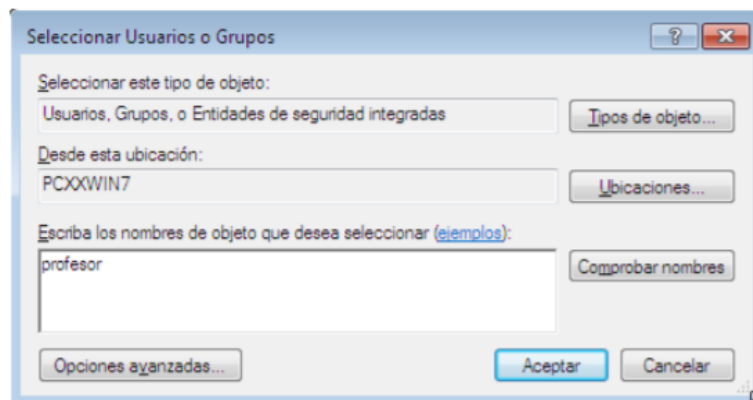 Seleccionar Usuarios o Grupos
Seleccionar este tipo de objeto:
Usuarios, Grupos, o Entidades de seguridad integradas
Tipos de objeto...
Desde esta ubicación:
PCXXWIN7
Ubicaciones...
Escriba los nombres de objeto que desea seleccionar (ejemplos):
profesor
Comprobar nombres
Opciones avanzadas...
Aceptar
Cancelar